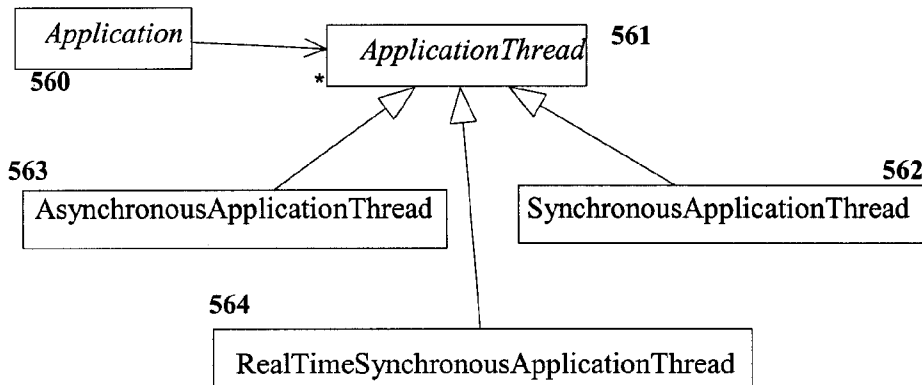 Application
ApplicationThread
561
560
*
563
562
AsynchronousApplicationThread
SynchronousApplicationThread
564
RealTimeSynchronousApplicationThread